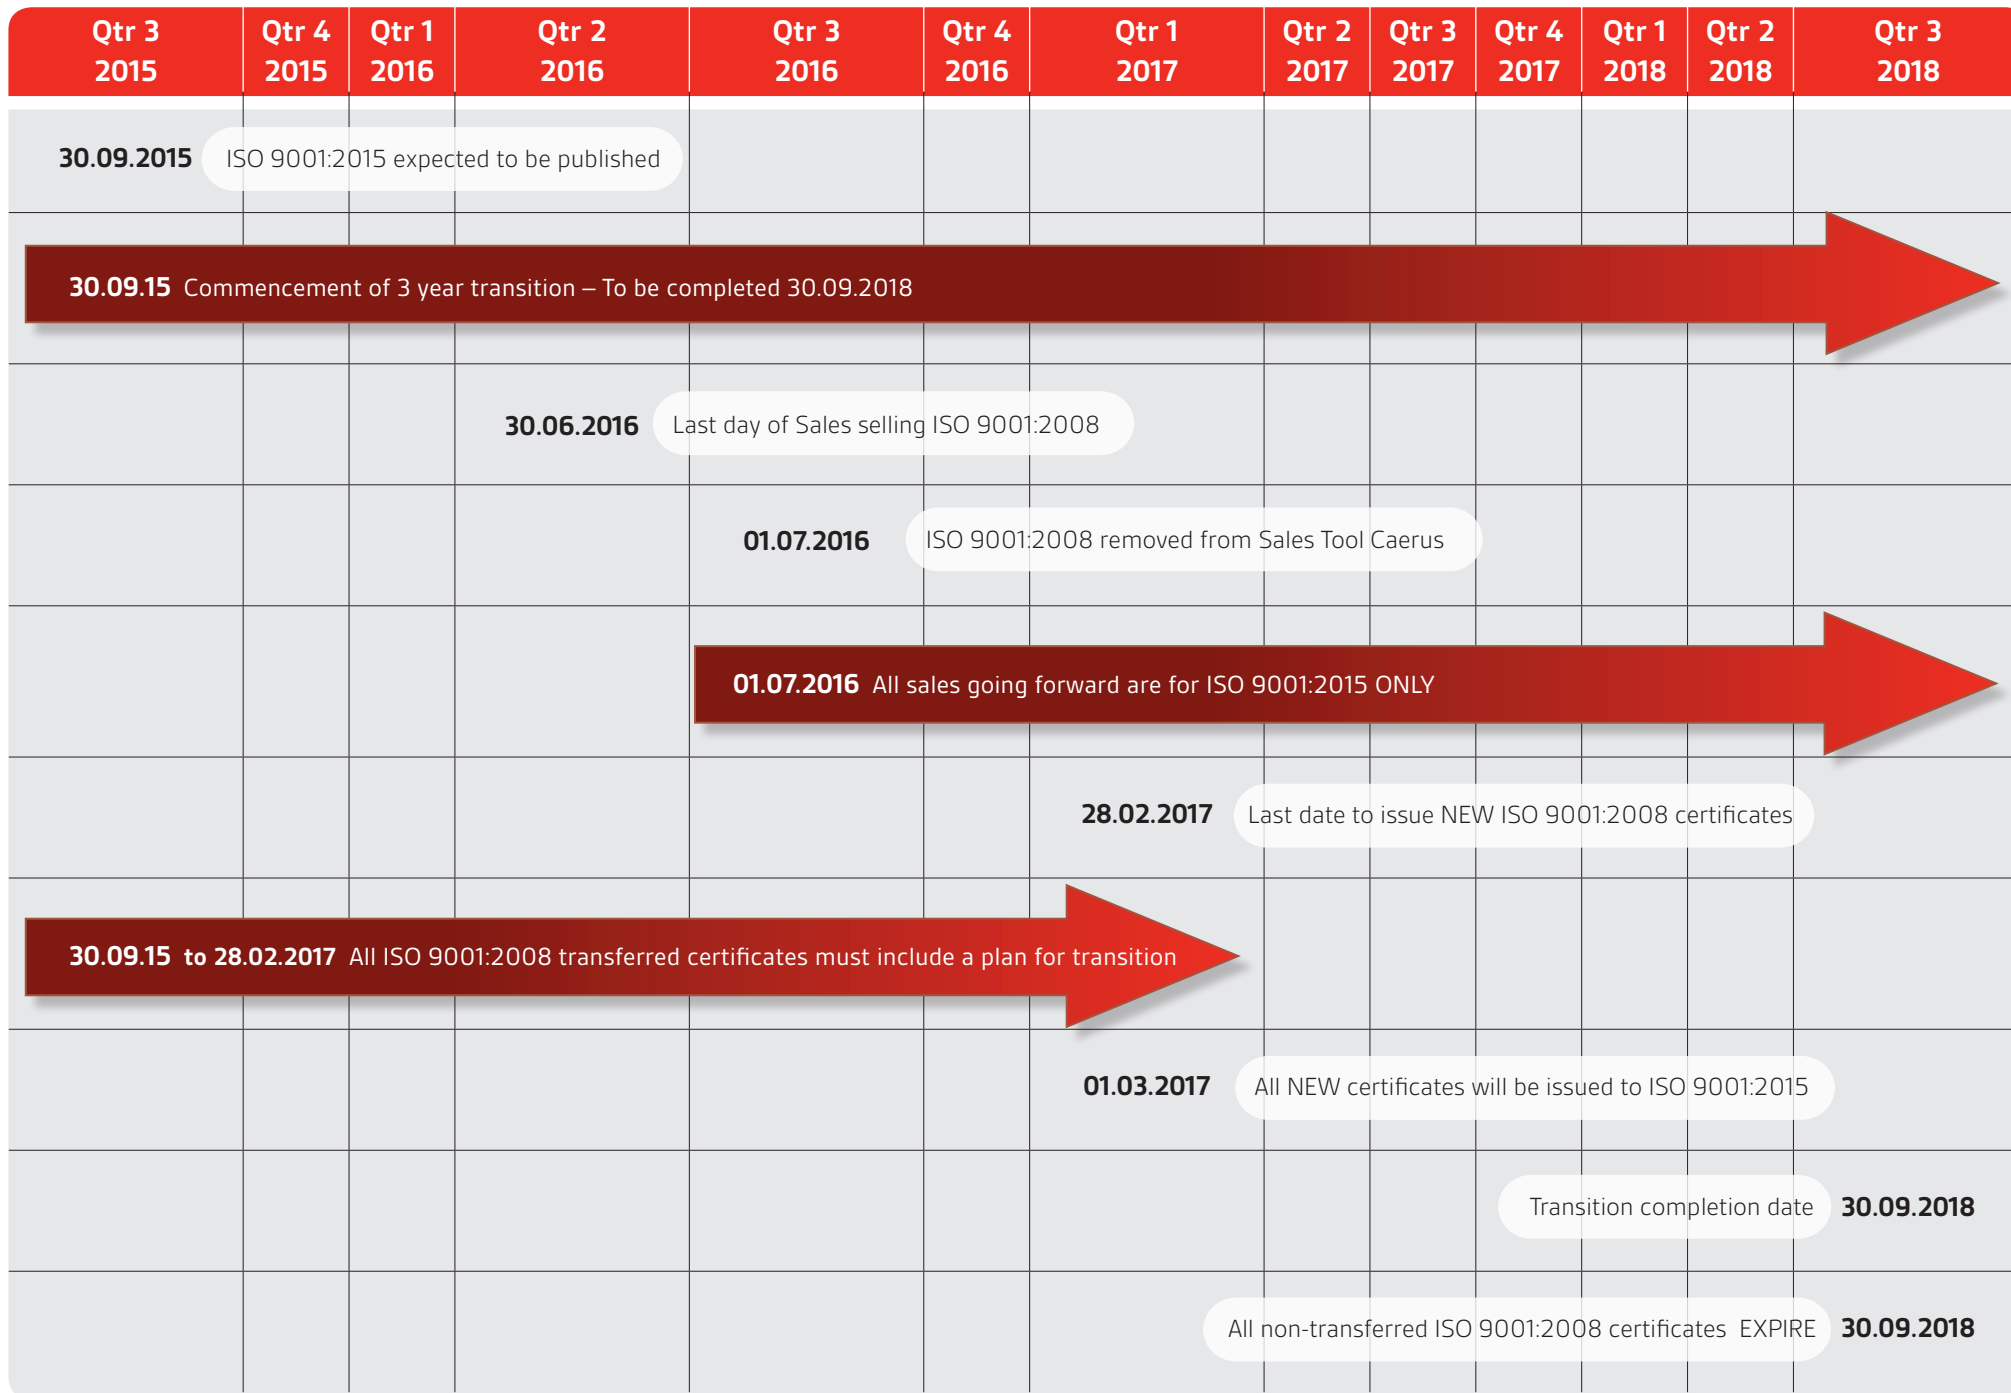 Qtr 3 2015
Qtr 4 2015
Qtr 1 2016
Qtr 2 2016
Qtr 3 2016
Qtr 4 2016
Qtr 1 2017
Qtr 2 2017
Qtr 3 2017
Qtr 4 2017
Qtr 1 2018
Qtr 2 2018
Qtr 3 2018
30.09.2015 ISO 9001:2015 expected to be published
30.09.15 Commencement of 3 year transition – To be completed 30.09.2018
30.06.2016 Last day of Sales selling ISO 9001:2008
01.07.2016 ISO 9001:2008 removed from Sales Tool Caerus
01.07.2016 All sales going forward are for ISO 9001:2015 ONLY
28.02.2017 Last date to issue NEW ISO 9001:2008 certificates
30.09.15 to 28.02.2017 All ISO 9001:2008 transferred certificates must include a plan for transition
01.03.2017 All NEW certificates will be issued to ISO 9001:2015
Transition completion date 30.09.2018
All non-transferred ISO 9001:2008 certificates EXPIRE 30.09.2018